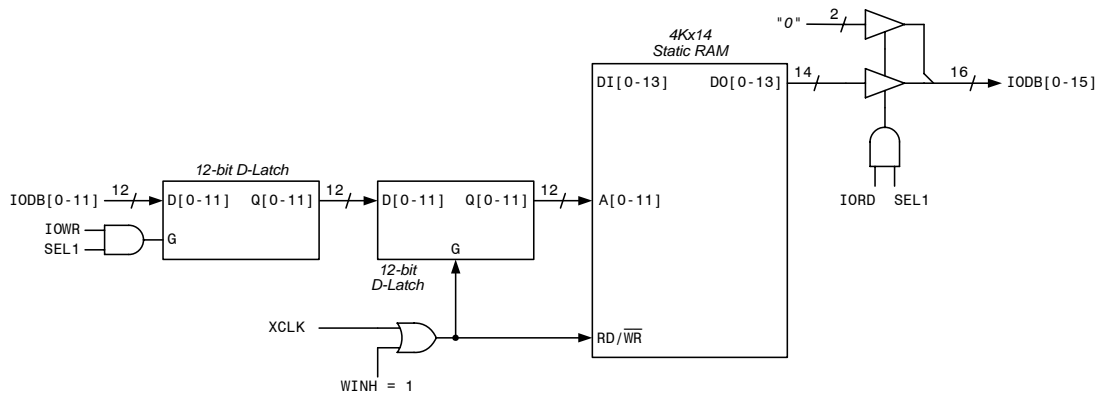 "0"
2
4Kx14
Static RAM
DI[0-13]
DO[0-13]
14
16
IODB[0-15]
12-bit D-Latch
IODB[0-11]
12
D[0-11]
Q[0-11]
12
D[0-11]
Q[0-11]
12
A[0-11]
IORD
SEL1
IOWR
SEL1
G
G
12-bit
D-Latch
XCLK
RD/WR
WINH = 1